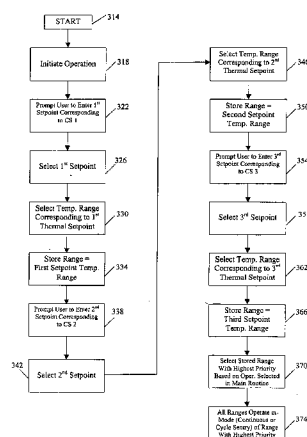 START
314
Initiate Operation
318
Prompt User to Enter 1st
Setpoint Corresponding
to CS 1
322
Select 1st Setpoint
326
Select Temp. Range
Corresponding to 1st
Thermal Setpoint
330
Store Range =
First Setpoint Temp.
Range
334
Prompt User to Enter 2nd
Setpoint Corresponding
to CS 2
338
342
Select 2nd Setpoint
Select Temp. Range
Corresponding to 2nd
Thermal Setpoint
346
Store Range =
Second Setpoint
Temp. Range
350
Prompt User to Enter 3rd
Setpoint Corresponding
to CS 3
354
Select 3rd Setpoint
Select Temp. Range
Corresponding to 3rd
Thermal Setpoint
362
Store Range =
Third Setpoint
Temp. Range
366
Select Stored Range
With Highest Priority
Based on Oper. Selected
in Main Routine
370
All Ranges Operate in-
Mode (Continuous or
Cycle Sentry) of Range
With Highest Priority
374